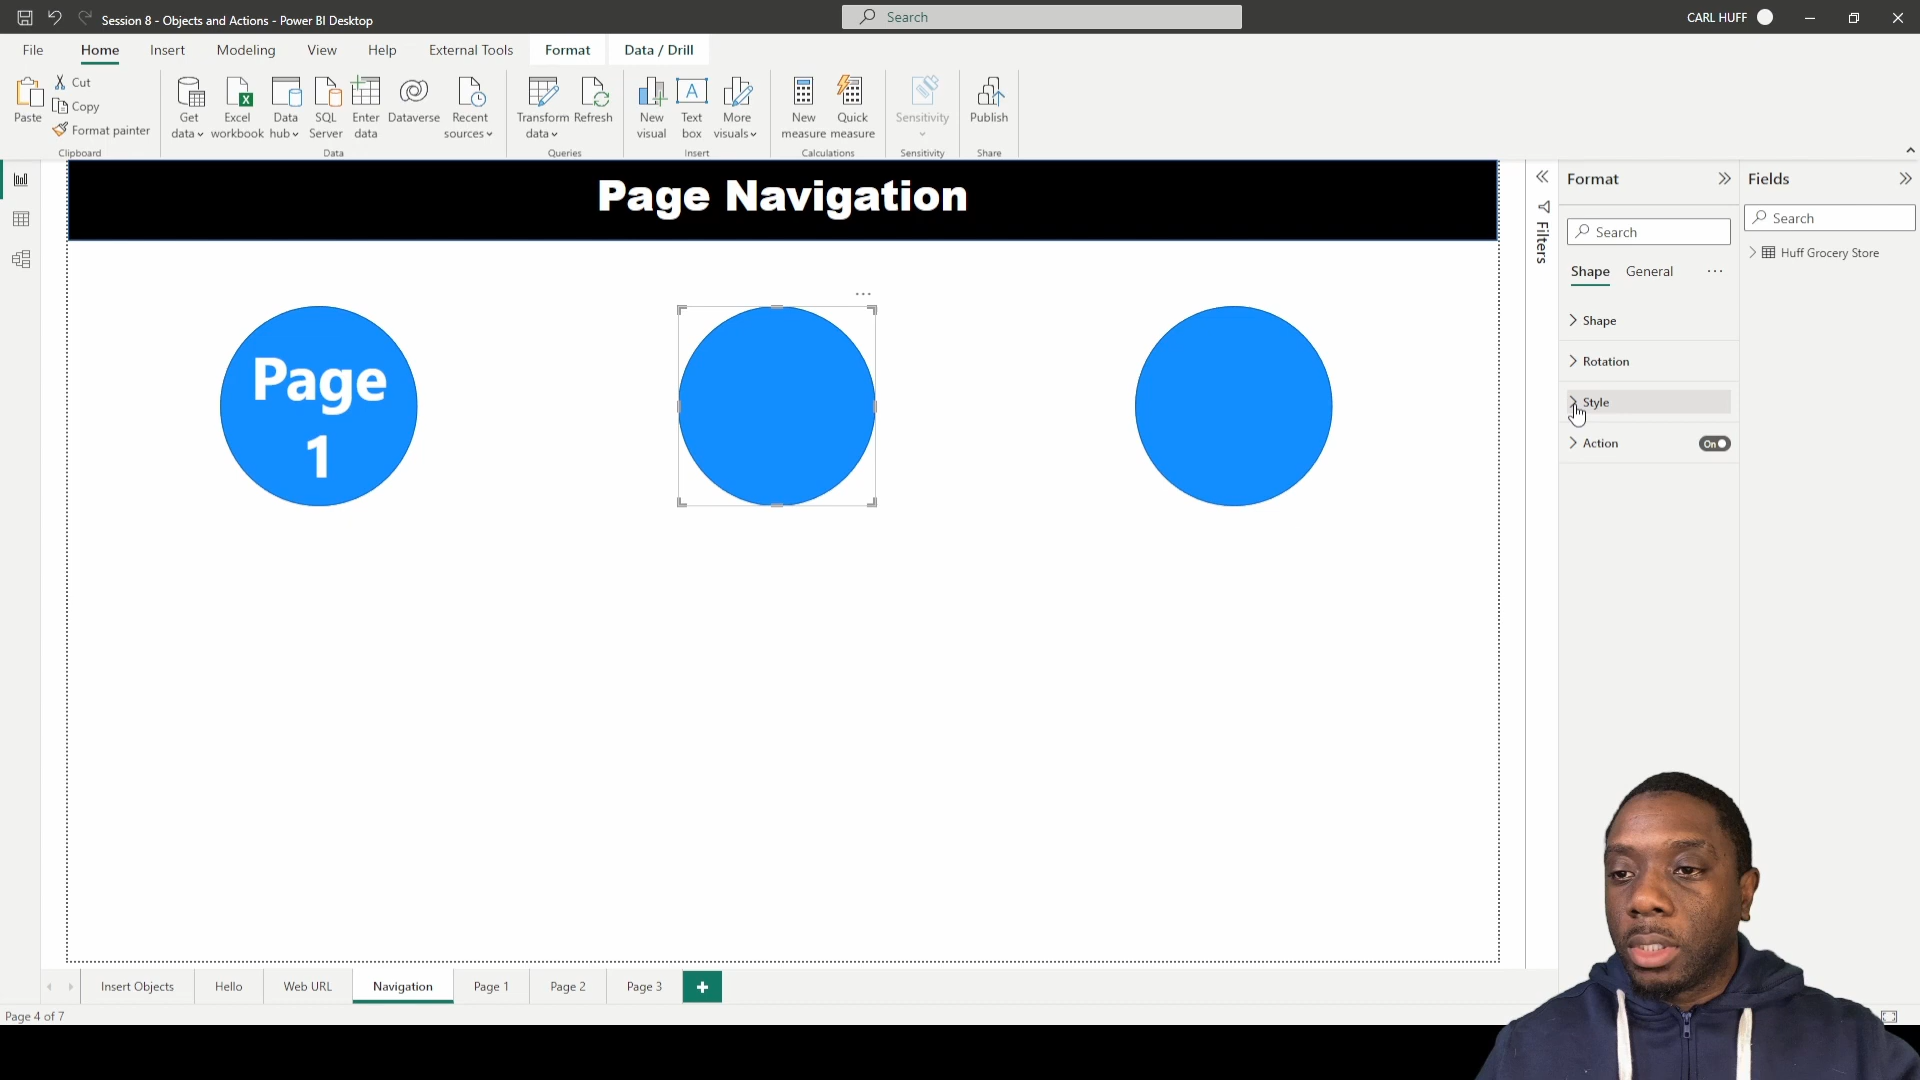 Session 8 - Objects and Actions - Power BI Desktop
Search
CARL HUFF
File
Home
Insert
Modeling
View
Help
External Tools
Format
Data / Drill
Paste
Cut
Copy
Format painter
Clipboard
Get data
Excel workbook
Data hub
SQL Server
Enter data
Dataverse
Recent sources
Data
Transform data
Refresh
Queries
New visual
Text box
More visuals
Insert
New measure
Quick measure
Calculations
Sensitivity
Sensitivity
Publish
Share
Page Navigation
Page
1
Filters
Format
Search
Shape
General
Shape
Rotation
Style
Action
On
Fields
Search
Huff Grocery Store
Insert Objects
Hello
Web URL
Navigation
Page 1
Page 2
Page 3
Page 4 of 7